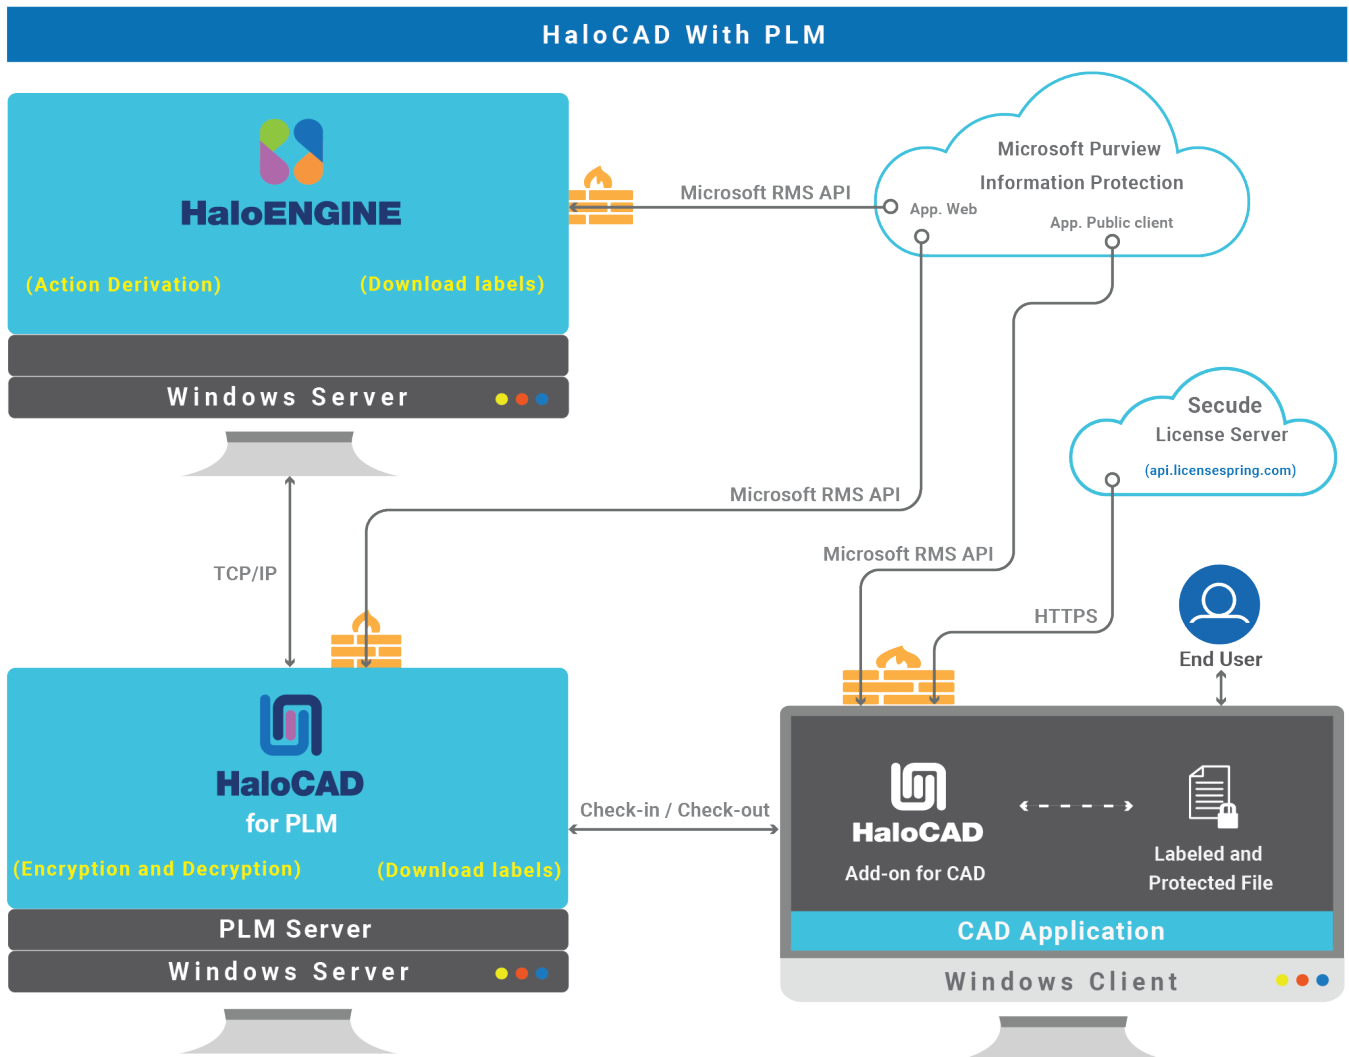 HaloCAD With PLM
HaloENGINE
(Action Derivation)
(Download labels)
Windows Server
Microsoft RMS API
Microsoft Purview
Information Protection
App. Web
App. Public client
Secude
License Server
(api.licensespring.com)
Microsoft RMS API
Microsoft RMS API
TCP/IP
HTTPS
End User
HaloCAD
for PLM
(Encryption and Decryption)
(Download labels)
PLM Server
Windows Server
Check-in / Check-out
HaloCAD
Add-on for CAD
Labeled and
Protected File
CAD Application
Windows Client